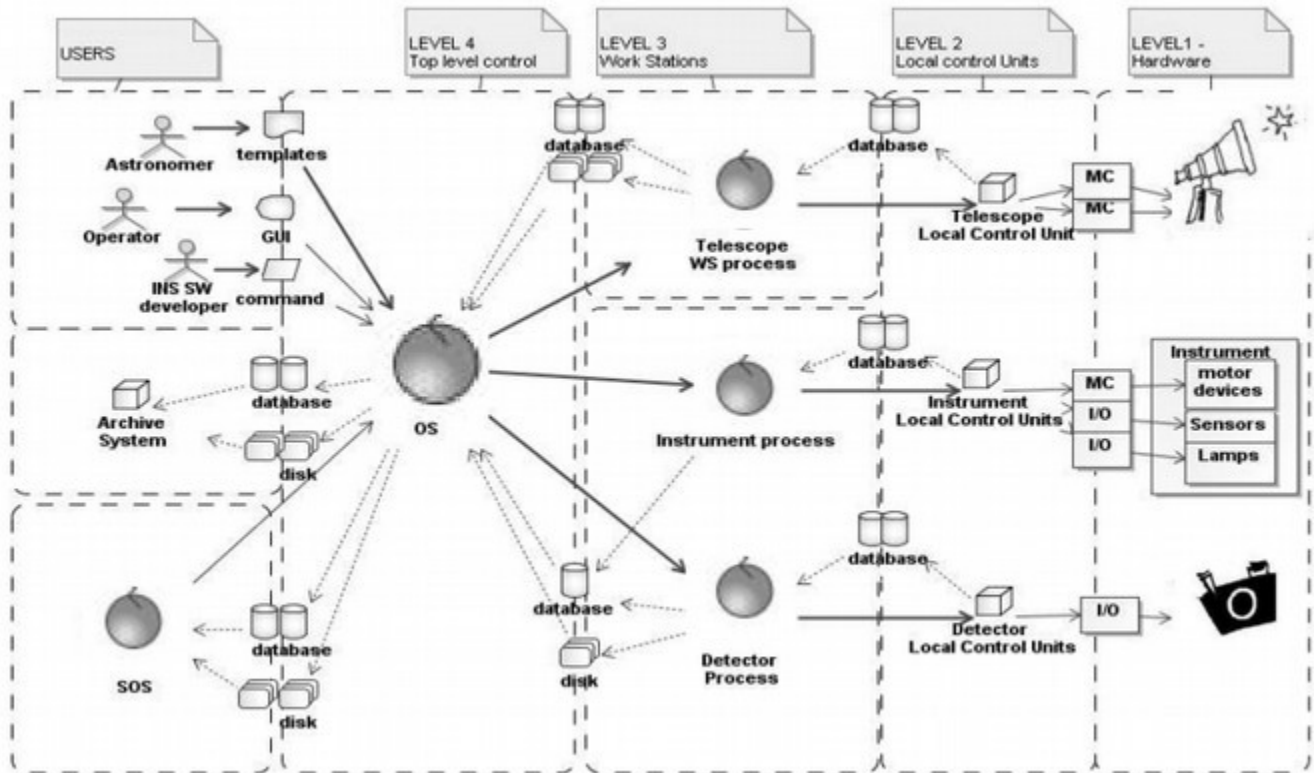 USERS
LEVEL 4
Top level control
LEVEL 3
Work Stations
LEVEL 2
Local control Units
LEVEL1 -
Hardware
Astronomer
templates
Operator
GUI
INS SW
developer
command
database
Telescope
WS process
database
Telescope
Local Control Unit
MC
MC
Archive
System
database
disk
OS
Instrument process
database
Instrument
Local Control Units
MC
I/O
I/O
Instrument
motor
devices
Sensors
Lamps
SOS
database
disk
database
disk
Detector
Process
database
Detector
Local Control Units
I/O